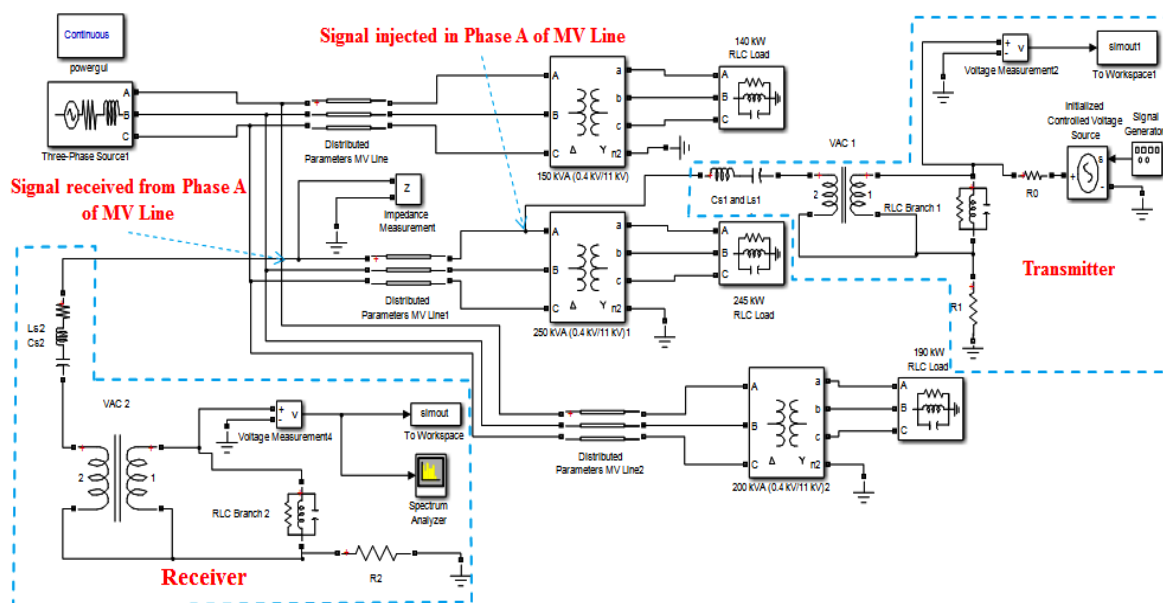 Continuous
powergui
Signal injected in Phase A of MV Line
A
B
C
Three-Phase Source1
Distributed
Parameters MV Line
A
B
C
a
b
c
n2
Δ Y
150 kVA (0.4 kV/11 kV)
140 kW
RLC Load
A
B
C
+
-
v
Voltage Measurement2
simout1
To Workspace1
Initialized
Controlled Voltage
Source
Signal
Generator
s
+
-
R0
VAC 1
+
2
1
+
RLC Branch 1
Cs1 and Ls1
R1
Transmitter
Signal received from Phase A
of MV Line
Z
Impedance
Measurement
Distributed
Parameters MV Line1
A
B
C
a
b
c
n2
Δ Y
250 kVA (0.4 kV/11 kV)1
A
B
C
245 kW
RLC Load
Ls2
Cs2
VAC 2
+
2
1
+
+
-
v
Voltage Measurement4
simout
To Workspace
Spectrum
Analyzer
RLC Branch 2
R2
Receiver
Distributed
Parameters MV Line2
A
B
C
a
b
c
n2
Δ Y
200 kVA (0.4 kV/11 kV)2
190 kW
RLC Load
A
B
C